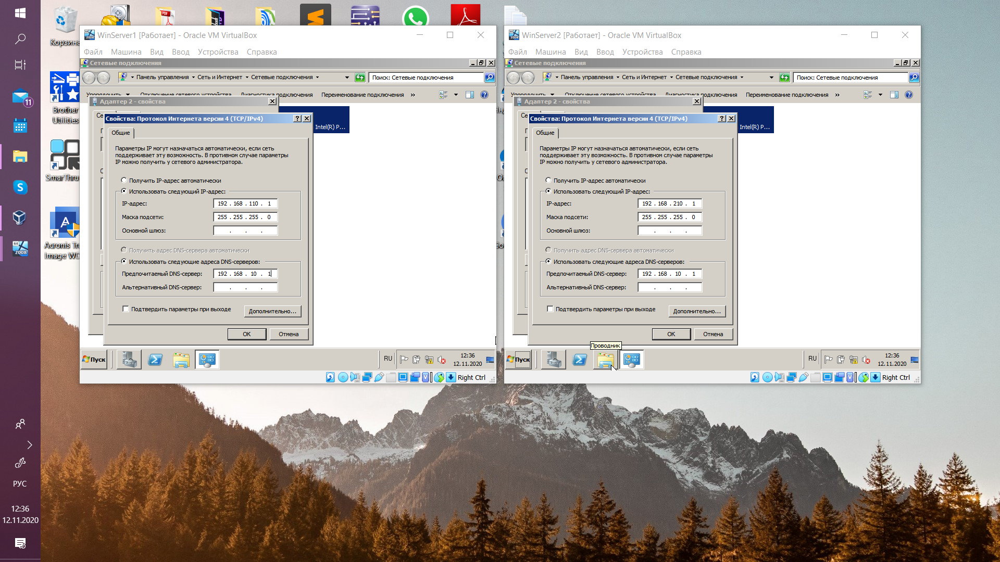 Корзина
PDF
11
Brother
Utilities
SmarThru
Acronis Tr
Image WD
64
2008
РУС
12:36
12.11.2020
WinServer1 [Работает] - Oracle VM VirtualBox
Файл Машина Вид Ввод Устройства Справка
Сетевые подключения
Панель управления Сеть и Интернет Сетевые подключения
Поиск: Сетевые подключения
Упорядочить Отключение сетевого устройства Диагностика подключения Переименование подключения »
Адаптер 2 - свойства
Се
Intel(R) P...
Свойства: Протокол Интернета версии 4 (TCP/IPv4)
Общие
Параметры IP могут назначаться автоматически, если сеть
поддерживает эту возможность. В противном случае параметры
IP можно получить у сетевого администратора.
Получить IP-адрес автоматически
Использовать следующий IP-адрес:
IP-адрес: 192 . 168 . 110 . 1
Маска подсети: 255 . 255 . 255 . 0
Основной шлюз: . . .
Получить адрес DNS-сервера автоматически
Использовать следующие адреса DNS-серверов:
Предпочитаемый DNS-сервер: 192 . 168 . 10 . 1
Альтернативный DNS-сервер: . . .
Подтвердить параметры при выходе
Дополнительно...
ОК Отмена
Пуск
RU
12:36
12.11.2020
Right Ctrl
WinServer2 [Работает] - Oracle VM VirtualBox
Файл Машина Вид Ввод Устройства Справка
Сетевые подключения
Панель управления Сеть и Интернет Сетевые подключения
Поиск: Сетевые подключения
Упорядочить Отключение сетевого устройства Диагностика подключения Переименование подключения »
Адаптер 2 - свойства
Се
Intel(R) P...
Свойства: Протокол Интернета версии 4 (TCP/IPv4)
Общие
Параметры IP могут назначаться автоматически, если сеть
поддерживает эту возможность. В противном случае параметры
IP можно получить у сетевого администратора.
Получить IP-адрес автоматически
Использовать следующий IP-адрес:
IP-адрес: 192 . 168 . 210 . 1
Маска подсети: 255 . 255 . 255 . 0
Основной шлюз: . . .
Получить адрес DNS-сервера автоматически
Использовать следующие адреса DNS-серверов:
Предпочитаемый DNS-сервер: 192 . 168 . 10 . 1
Альтернативный DNS-сервер: . . .
Подтвердить параметры при выходе
Дополнительно...
ОК Отмена
Проводник
Пуск
RU
12:36
12.11.2020
Right Ctrl